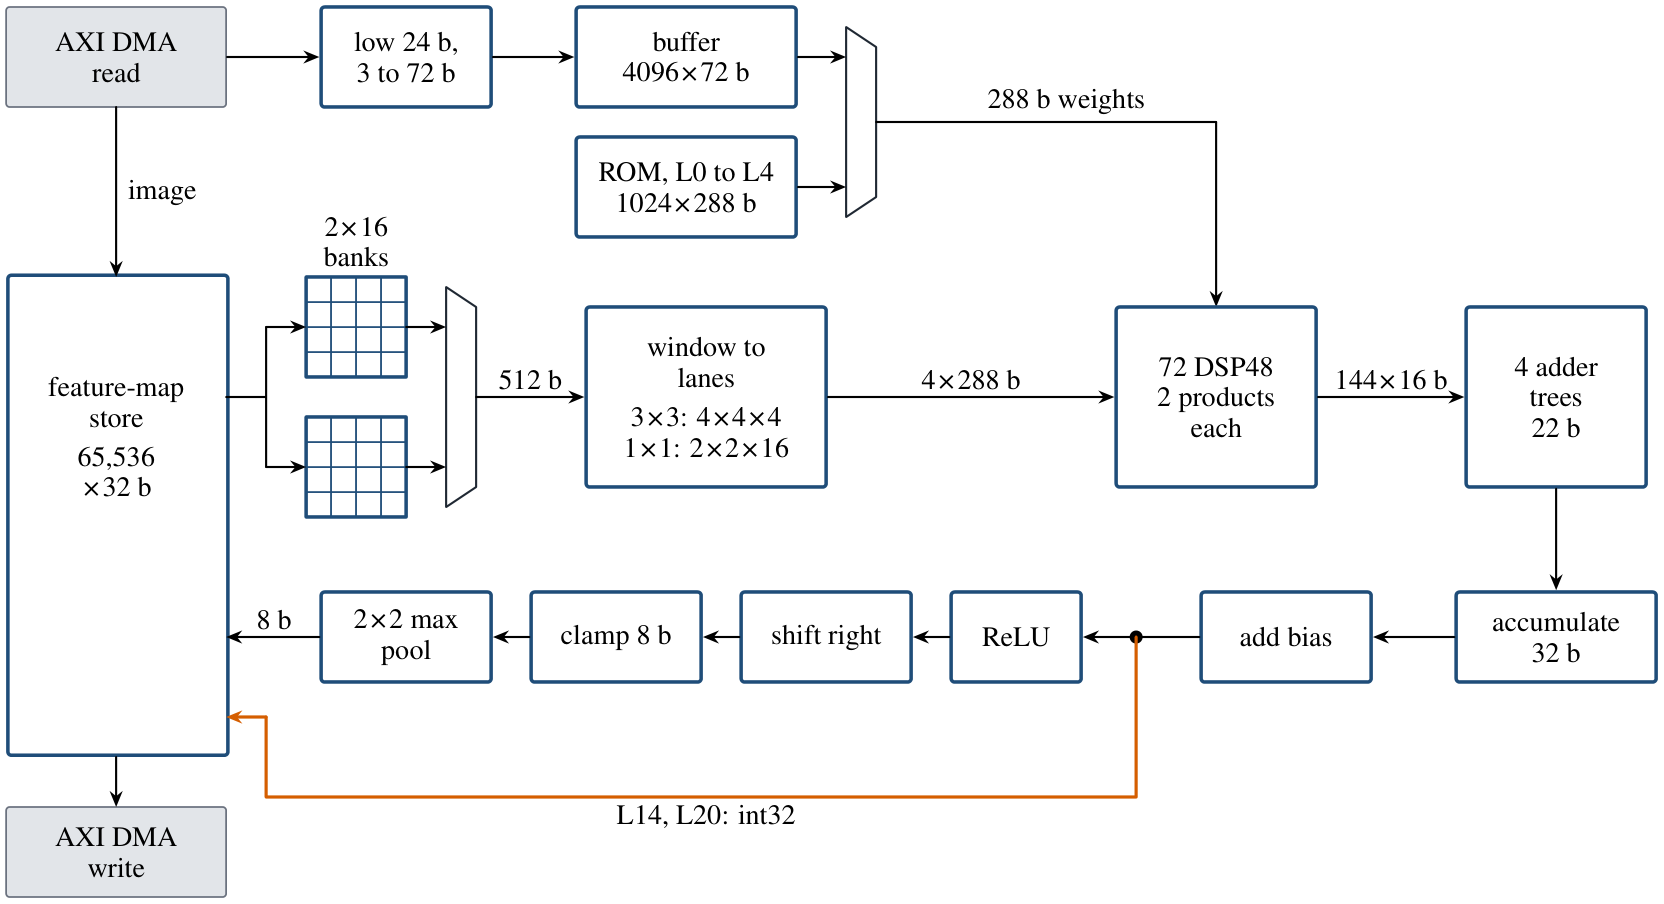 AXI DMA
read
low 24 b,
3 to 72 b
buffer
4096×72 b
288 b weights
image
ROM, L0 to L4
1024×288 b
2×16
banks
feature-map
store
65,536
×32 b
512 b
window to
lanes
3×3: 4×4×4
1×1: 2×2×16
4×288 b
72 DSP48
2 products
each
144×16 b
4 adder
trees
22 b
8 b
2×2 max
pool
clamp 8 b
shift right
ReLU
add bias
accumulate
32 b
L14, L20: int32
AXI DMA
write